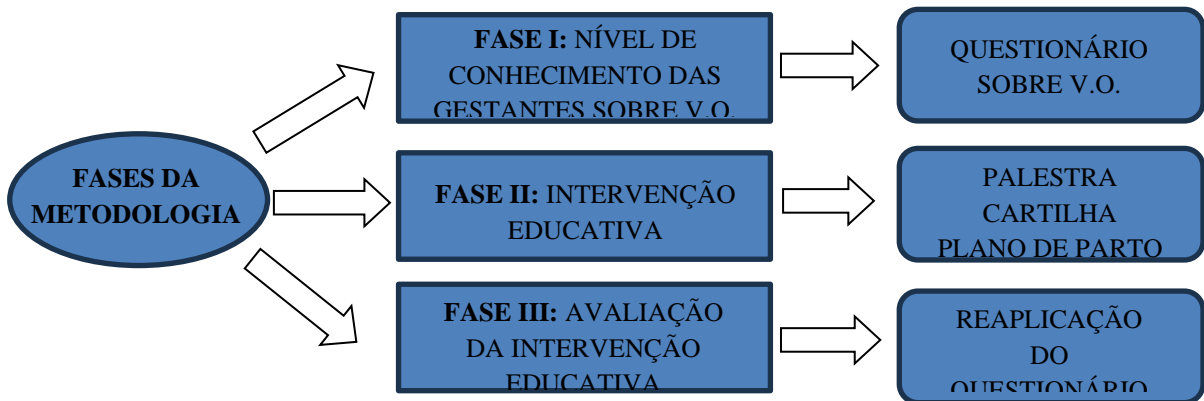 FASES DA
METODOLOGIA
FASE I: NÍVEL DE
CONHECIMENTO DAS
GESTANTES SOBRE V.O.
QUESTIONÁRIO
SOBRE V.O.
FASE II: INTERVENÇÃO
EDUCATIVA
PALESTRA
CARTILHA
PLANO DE PARTO
FASE III: AVALIAÇÃO
DA INTERVENÇÃO
EDUCATIVA
REAPLICAÇÃO
DO
QUESTIONÁRIO